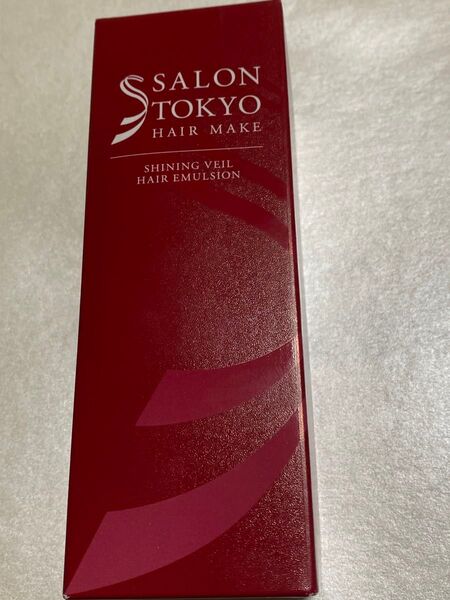 SALON
TOKYO
HAIR MAKE
SHINING VEIL
HAIR EMULSION